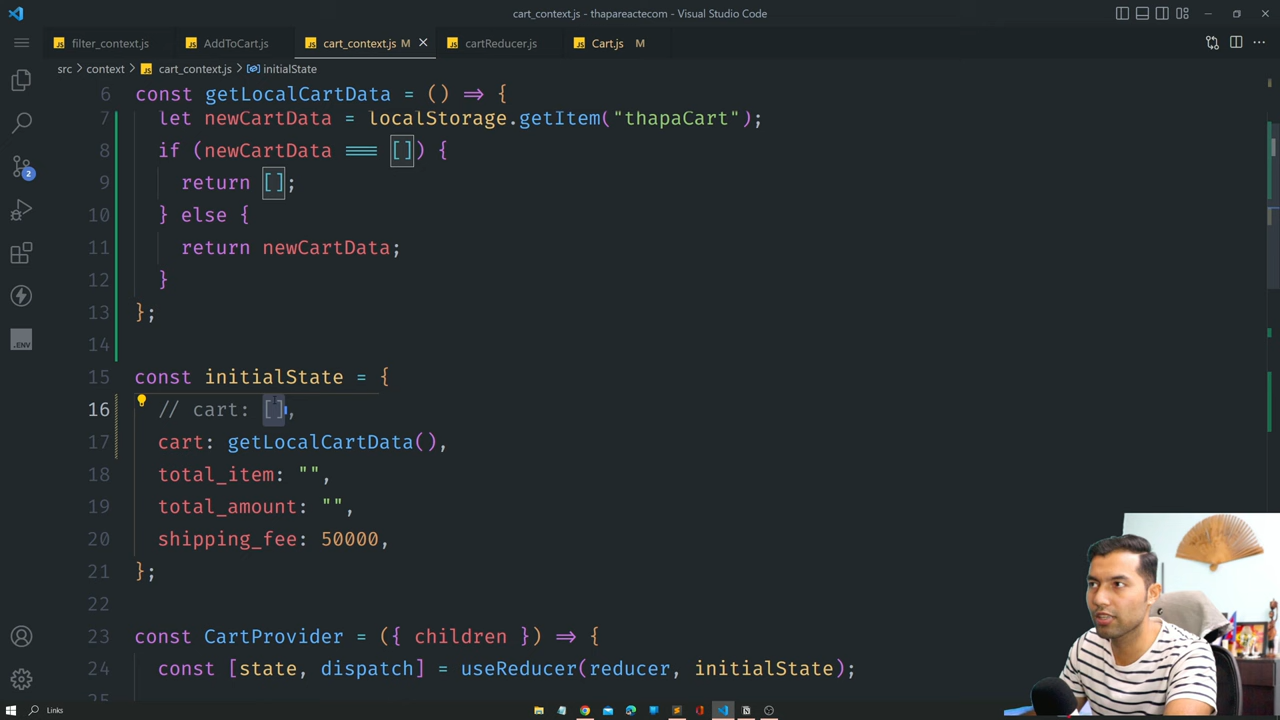 cart_context.js - thapareactecom - Visual Studio Code
filter_context.js
AddToCart.js
cart_context.js M
cartReducer.js
Cart.js M
src > context > cart_context.js > initialState
6 const getLocalCartData = () => {
7 let newCartData = localStorage.getItem("thapaCart");
8 if (newCartData === []) {
9 return [];
10 } else {
11 return newCartData;
12 }
13 };
14
15 const initialState = {
16 // cart: [],
17 cart: getLocalCartData(),
18 total_item: "",
19 total_amount: "",
20 shipping_fee: 50000,
21 };
22
23 const CartProvider = ({ children }) => {
24 const [state, dispatch] = useReducer(reducer, initialState);
25
2
.ENV
Links